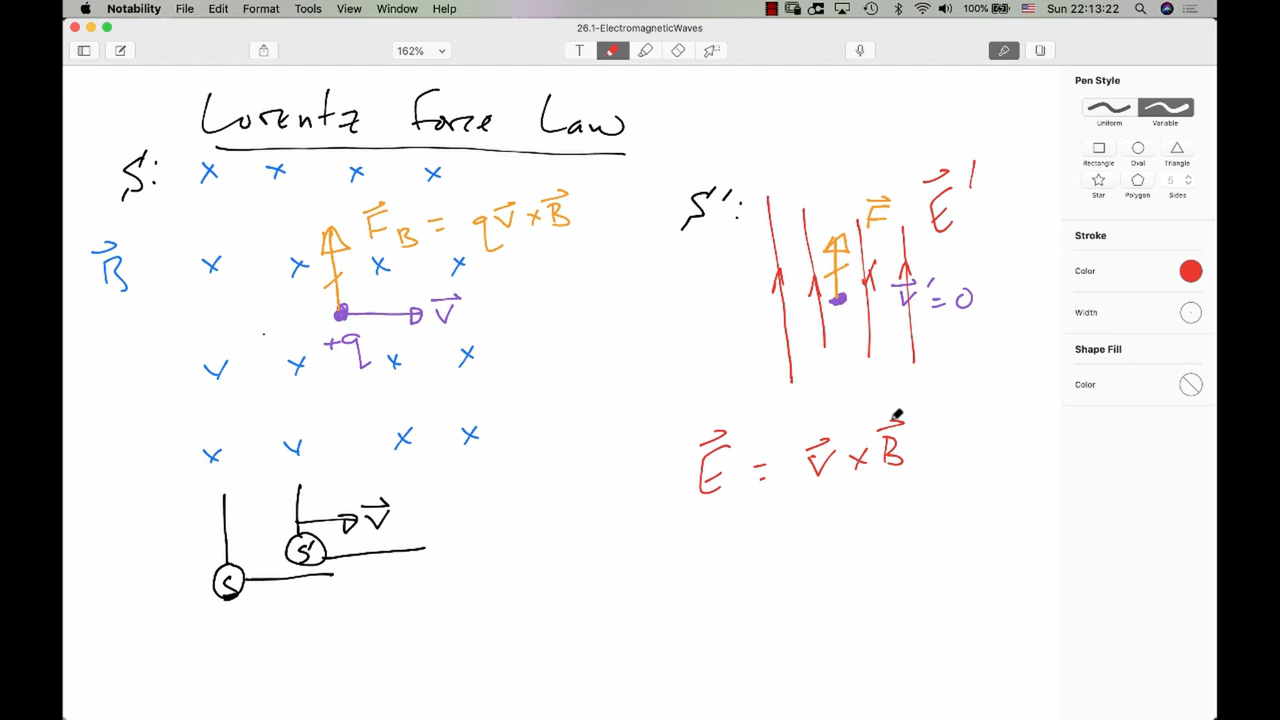 Notability File Edit Format Tools View Window Help 100% Sun 22:13:22
26.1-ElectromagneticWaves
162% T
Pen Style
Uniform Variable
Rectangle Oval Triangle
Star Polygon 5 Sides
Stroke
Color
Width
Shape Fill
Color
Lorentz Force Law
S:
x x x x
F⃗_B = qv⃗ x B⃗
B⃗ x x x x
v⃗
+q
v x x x
x v x x
v⃗
S'
S
S': F⃗ E⃗'
v⃗' = 0
E⃗ = v⃗ x B⃗